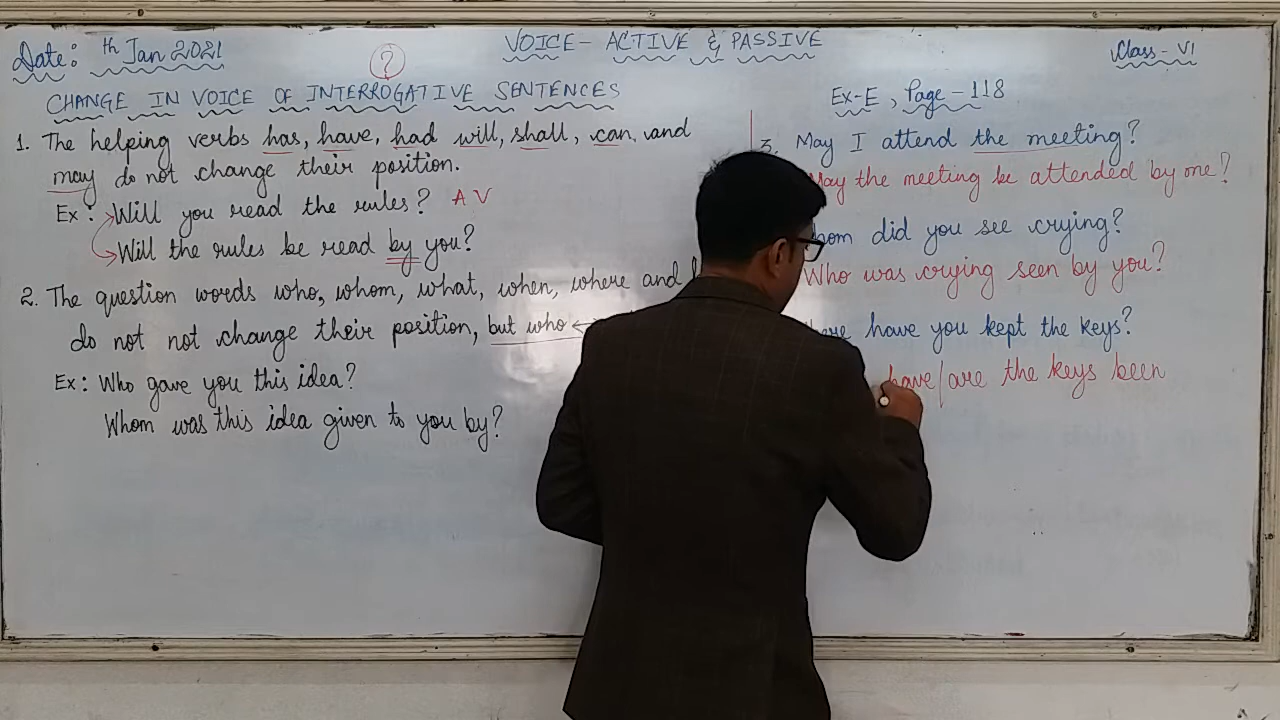 Date: th Jan 2021
?
VOICE - ACTIVE & PASSIVE
Class - VI
CHANGE IN VOICE OF INTERROGATIVE SENTENCES
1. The helping verbs has, have, had will, shall, can, and
may do not change their position.
Ex: Will you read the rules? A V
Will the rules be read by you?
2. The question words who, whom, what, when, where and
do not not change their position, but who ←
Ex: Who gave you this idea?
Whom was this idea given to you by?
Ex-E, Page - 118
3. May I attend the meeting?
May the meeting be attended by one?
did you see crying?
Who was crying seen by you?
have you kept the keys?
have/are the keys been